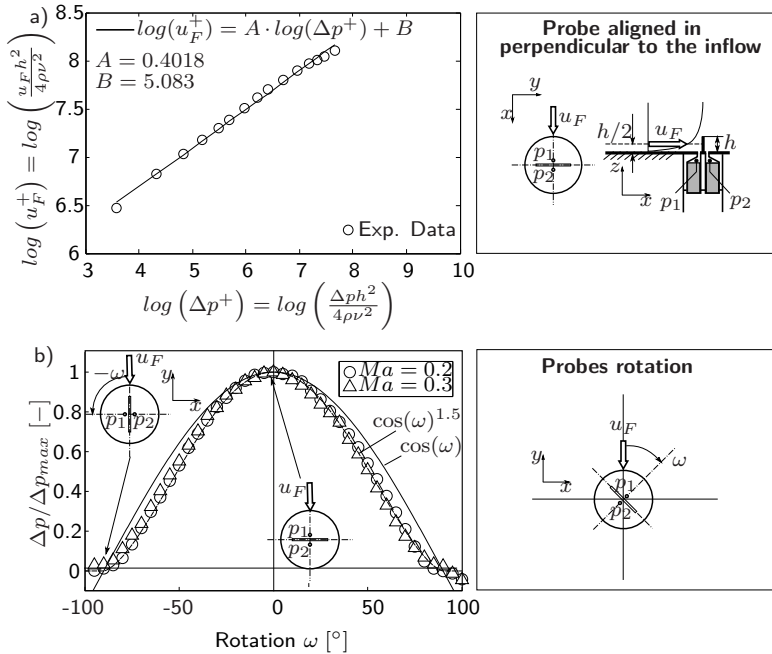 a)
log(u_F^+) = A·log(Δp^+) + B
A = 0.4018
B = 5.083
9
8.5
8
7.5
7
6.5
6
log (u_F^+) = log (u_F h^2 / 4ρν^2)
Exp. Data
3 4 5 6 7 8 9 10
log (Δp^+) = log (Δp h^2 / 4ρν^2)
Probe aligned in
perpendicular to the inflow
y
x
u_F
p_1
p_2
h/2
u_F
h
z
x
p_1
p_2
b)
1
0.8
0.6
0.4
0.2
0
Δp/Δp_max [−]
−ω
u_F
y
x
p_1 p_2
Ma = 0.2
Ma = 0.3
cos(ω)^1.5
cos(ω)
u_F
p_1
p_2
-100 -50 0 50 100
Rotation ω [°]
Probes rotation
u_F
y
x
ω
p_1
p_2